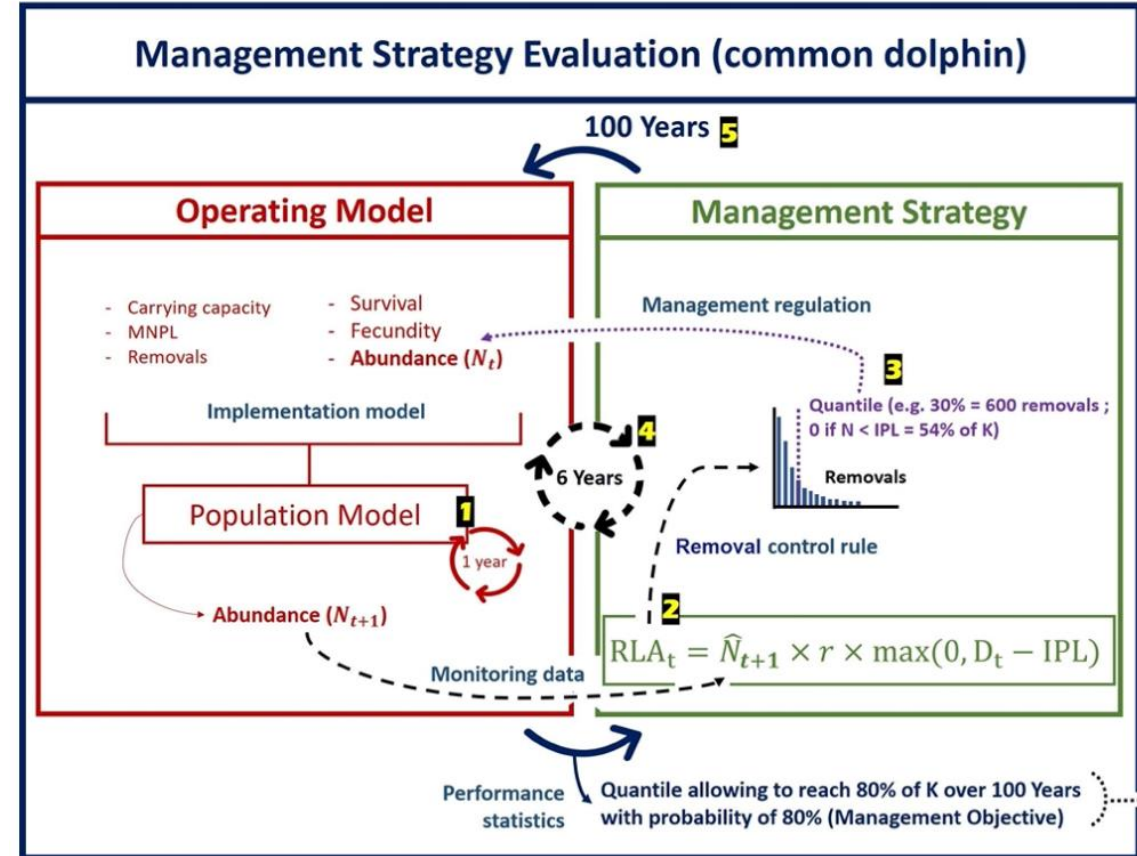 Management Strategy Evaluation (common dolphin)
100 Years 5
Operating Model
- Carrying capacity
- MNPL
- Removals
- Survival
- Fecundity
- Abundance (Nₜ)
Implementation model
Population Model 1
1 year
Abundance (Nₜ₊₁)
Monitoring data
6 Years 4
Management Strategy
Management regulation
3
Quantile (e.g. 30% = 600 removals ;
0 if N < IPL = 54% of K)
Removals
Removal control rule
2
RLAₜ = N̂ₜ₊₁ × r × max(0, Dₜ − IPL)
Performance
statistics
Quantile allowing to reach 80% of K over 100 Years
with probability of 80% (Management Objective)